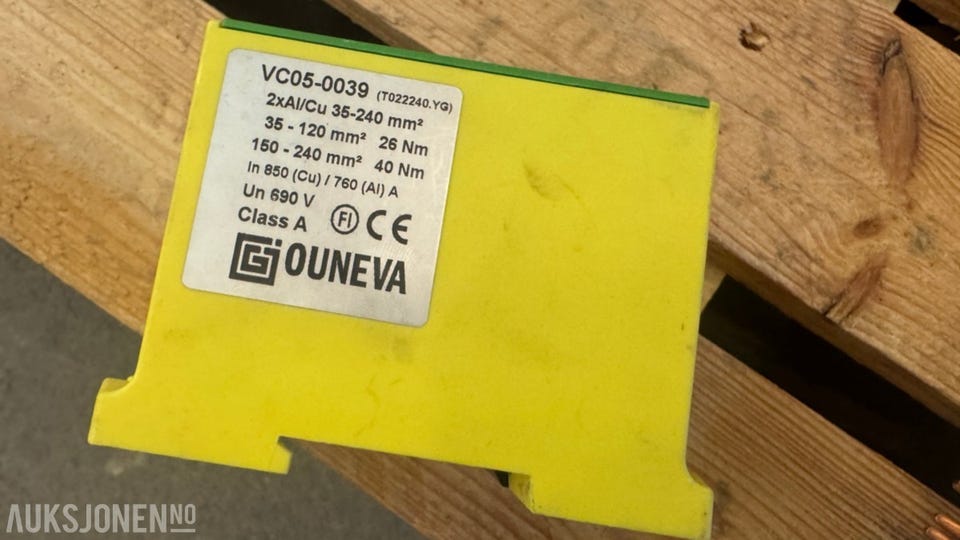 VC05-0039 (T022240.YG)
2xAl/Cu 35-240 mm²
35 - 120 mm² 26 Nm
150 - 240 mm² 40 Nm
In 850 (Cu) / 760 (Al) A
Un 690 V
Class A FI CE
OUNEVA
AUKSJONEN NO